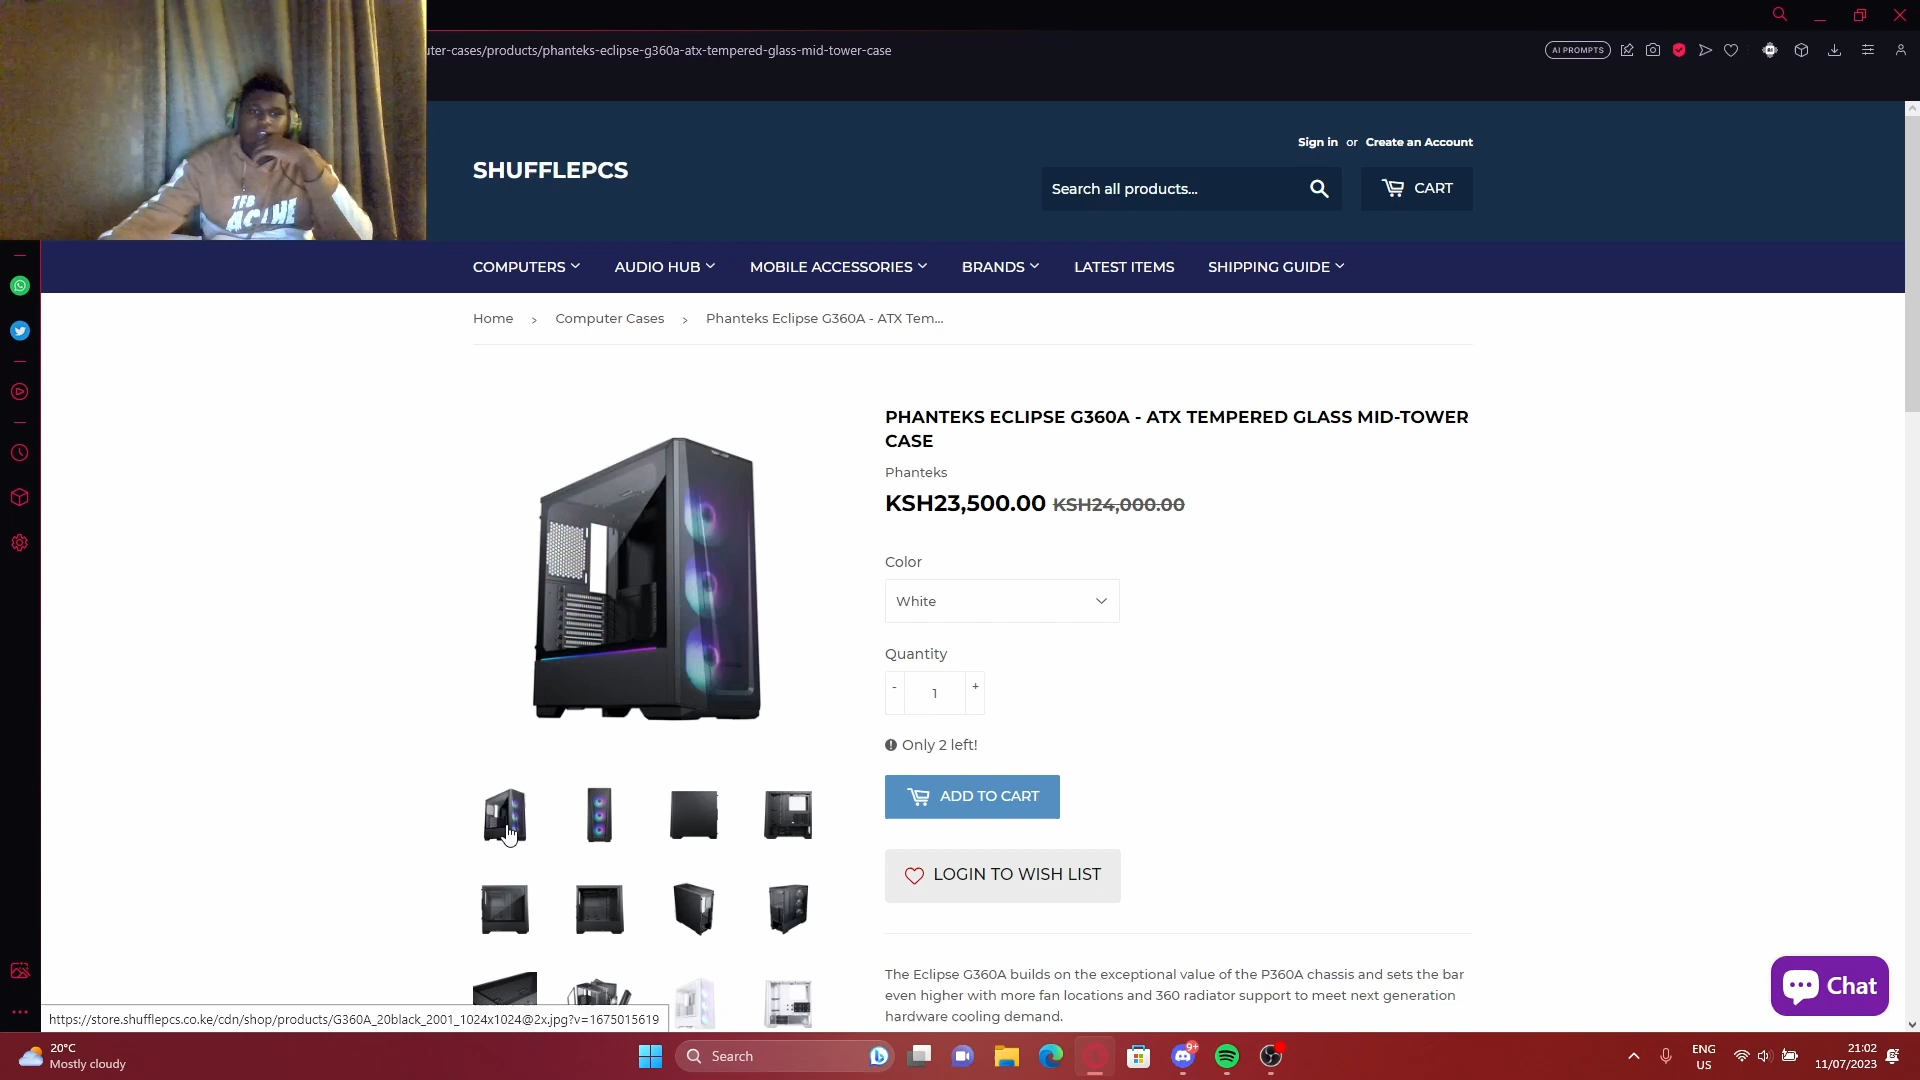 uter-cases/products/phanteks-eclipse-g360a-atx-tempered-glass-mid-tower-case
AI PROMPTS
Sign in or Create an Account
SHUFFLEPCS
Search all products...
CART
COMPUTERS
AUDIO HUB
MOBILE ACCESSORIES
BRANDS
LATEST ITEMS
SHIPPING GUIDE
Home > Computer Cases > Phanteks Eclipse G360A - ATX Tem...
PHANTEKS ECLIPSE G360A - ATX TEMPERED GLASS MID-TOWER
CASE
Phanteks
KSH23,500.00 KSH24,000.00
Color
White
Quantity
- 1 +
Only 2 left!
ADD TO CART
LOGIN TO WISH LIST
The Eclipse G360A builds on the exceptional value of the P360A chassis and sets the bar
even higher with more fan locations and 360 radiator support to meet next generation
hardware cooling demand.
Chat
https://store.shufflepcs.co.ke/cdn/shop/products/G360A_20black_2001_1024x1024@2x.jpg?v=1675015619
20°C
Mostly cloudy
Search
9+
ENG
US
21:02
11/07/2023